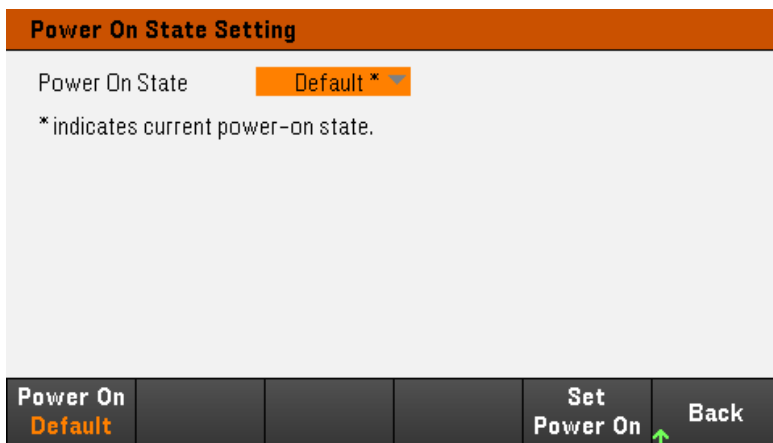 Power On State Setting
Power On State Default *
* indicates current power-on state.
Power On
Default
Set
Power On
Back